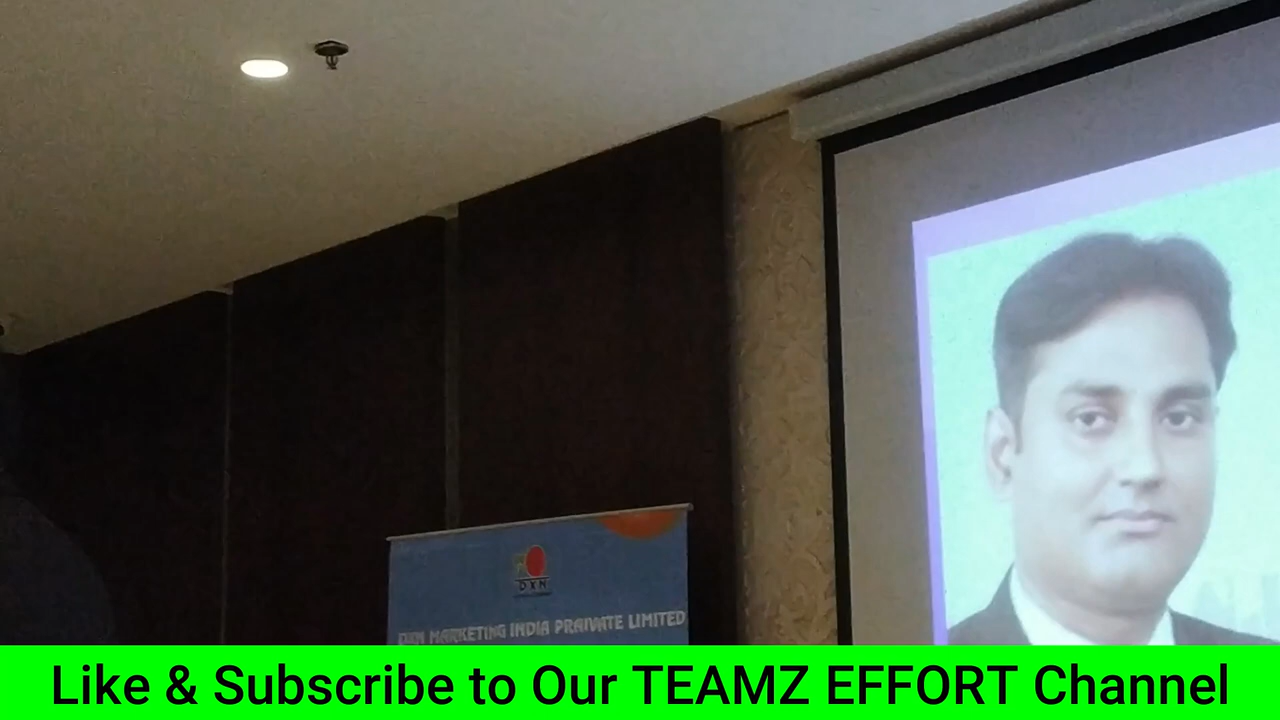 DXN
DXN MARKETING INDIA PRAIVATE LIMITED
Like & Subscribe to Our TEAMZ EFFORT Channel